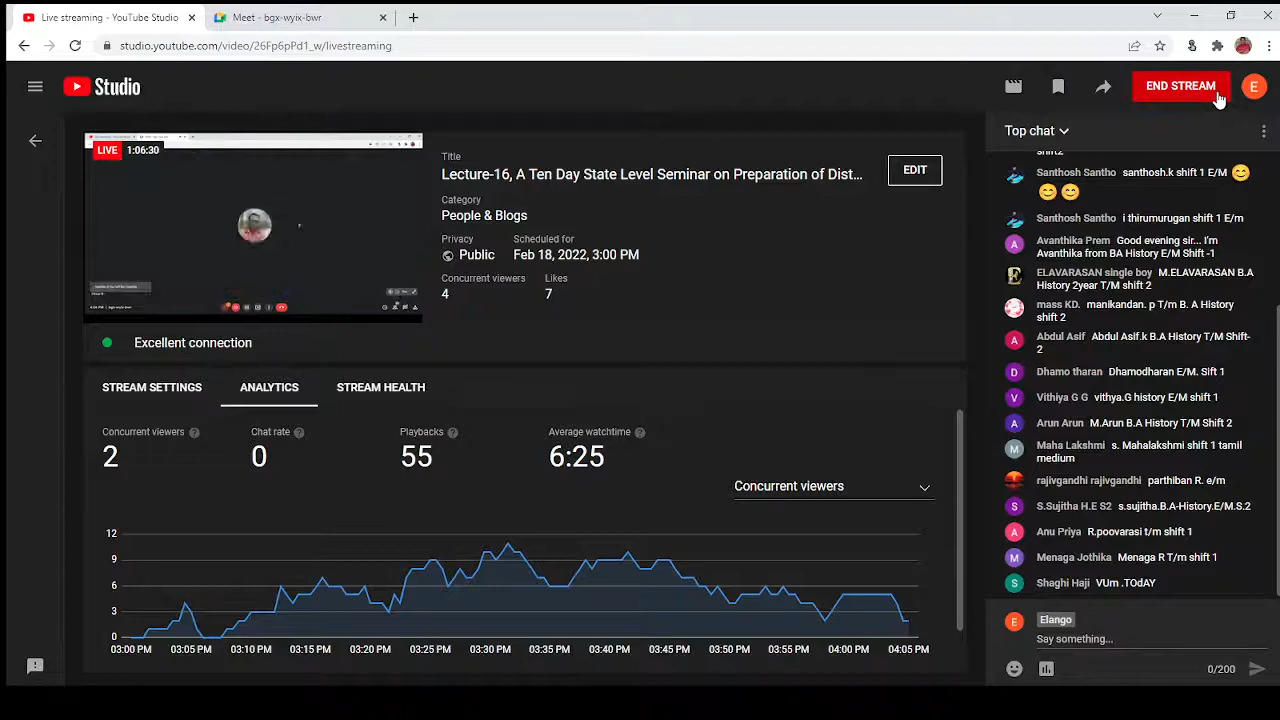 Live streaming - YouTube Studio
Meet - bgx-wyix-bwr
studio.youtube.com/video/26Fp6pPd1_w/livestreaming
Studio
END STREAM
E
LIVE 1:06:30
Title
Lecture-16, A Ten Day State Level Seminar on Preparation of Dist...
EDIT
Category
People & Blogs
Privacy
Public
Scheduled for
Feb 18, 2022, 3:00 PM
Concurrent viewers
4
Likes
7
Excellent connection
STREAM SETTINGS
ANALYTICS
STREAM HEALTH
Concurrent viewers
2
Chat rate
0
Playbacks
55
Average watchtime
6:25
Concurrent viewers
12
9
6
3
0
03:00 PM 03:05 PM 03:10 PM 03:15 PM 03:20 PM 03:25 PM 03:30 PM 03:35 PM 03:40 PM 03:45 PM 03:50 PM 03:55 PM 04:00 PM 04:05 PM
Top chat
shift2
Santhosh Santho santhosh.k shift 1 E/M 😊
😊 😊
Santhosh Santho i thirumurugan shift 1 E/m
A Avanthika Prem Good evening sir... I'm
Avanthika from BA History E/M Shift -1
ELAVARASAN single boy M.ELAVARASAN B.A
History 2year T/M shift 2
mass KD. manikandan. p T/m B. A History
shift 2
A Abdul Asif Abdul Asif.k B.A History T/M Shift-
2
D Dhamo tharan Dhamodharan E/M. Sift 1
V Vithiya G G vithya.G history E/M shift 1
A Arun Arun M.Arun B.A History T/M Shift 2
M Maha Lakshmi s. Mahalakshmi shift 1 tamil
medium
rajivgandhi rajivgandhi parthiban R. e/m
S S.Sujitha H.E S2 s.sujitha.B.A-History.E/M.S.2
A Anu Priya R.poovarasi t/m shift 1
M Menaga Jothika Menaga R T/m shift 1
S Shaghi Haji VUm .TOdAY
E Elango
Say something...
0/200